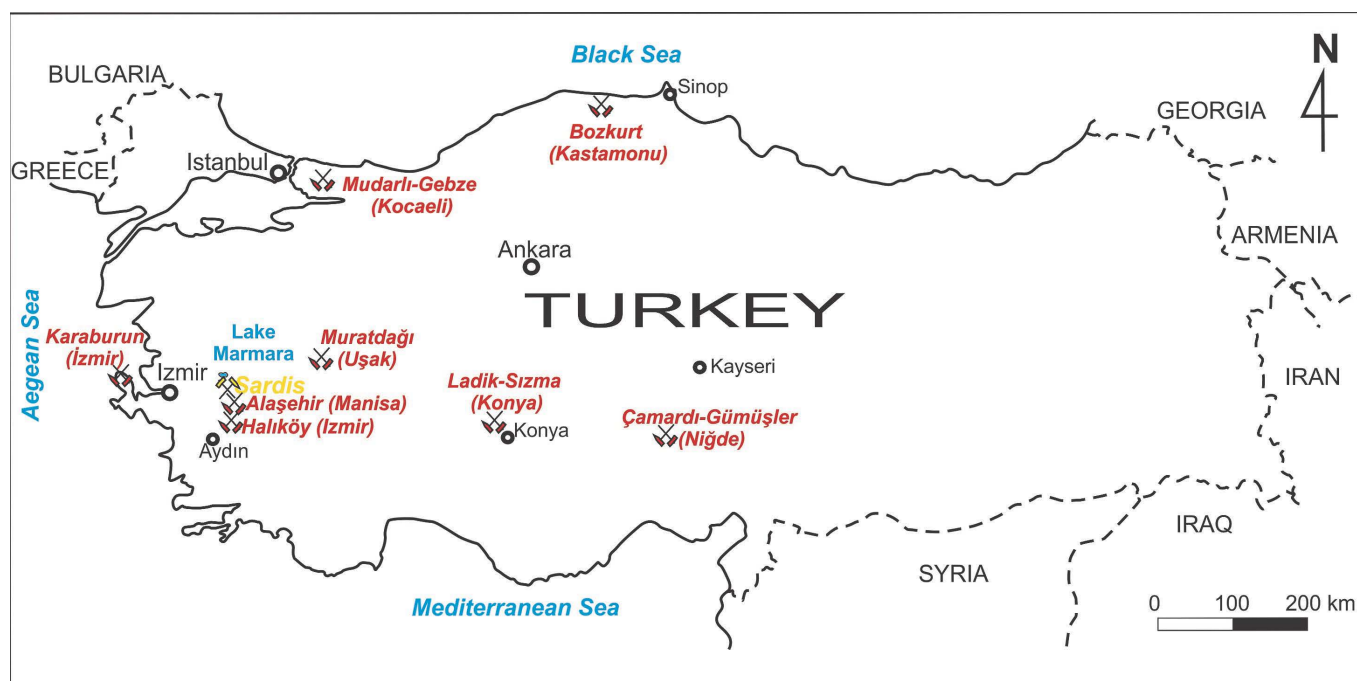 Black Sea
N
BULGARIA
Sinop
GEORGIA
Bozkurt
(Kastamonu)
Istanbul
GREECE
Mudarlı-Gebze
(Kocaeli)
ARMENIA
Ankara
TURKEY
Aegean Sea
Karaburun
(İzmir)
Lake
Marmara
Muratdağı
(Uşak)
Kayseri
IRAN
Izmir
Sardis
Ladik-Sızma
(Konya)
Alaşehir (Manisa)
Halıköy (Izmir)
Çamardı-Gümüşler
(Niğde)
Aydın
Konya
IRAQ
SYRIA
Mediterranean Sea
0 100 200 km